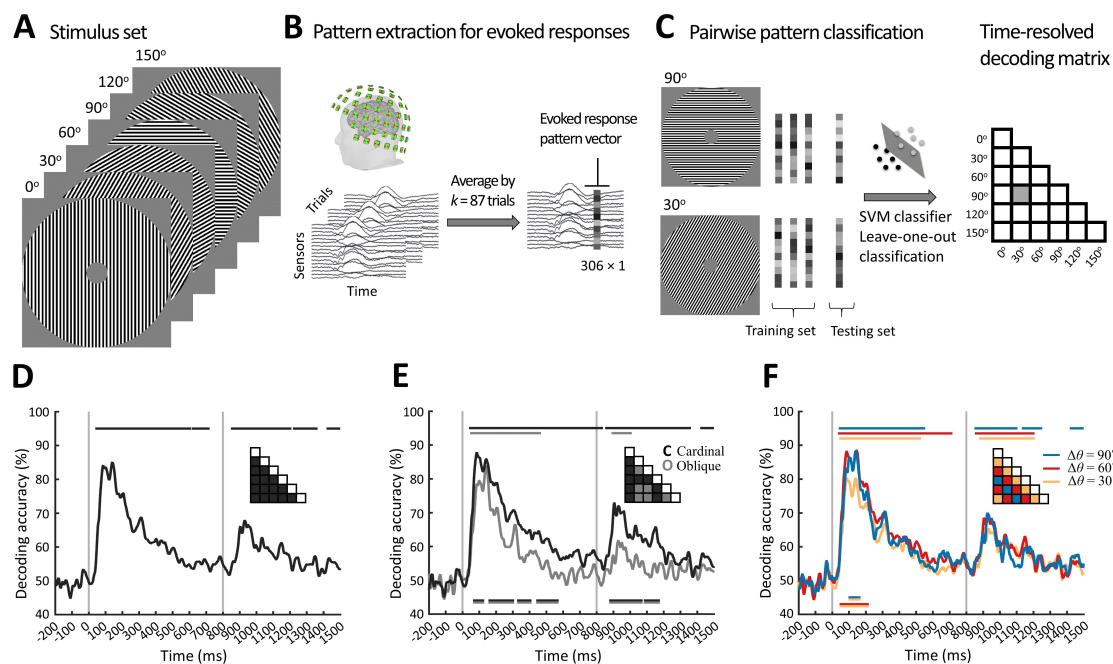 A Stimulus set
150°
120°
90°
60°
30°
0°
B Pattern extraction for evoked responses
Trials
Sensors
Time
Average by
k = 87 trials
Evoked response
pattern vector
306 × 1
C Pairwise pattern classification
90°
30°
Training set
Testing set
SVM classifier
Leave-one-out
classification
Time-resolved
decoding matrix
0°
30°
60°
90°
120°
150°
0° 30° 60° 90° 120° 150°
D
Decoding accuracy (%)
100
90
80
70
60
50
40
-200 -100 0 100 200 300 400 500 600 700 800 900 1000 1100 1200 1300 1400 1500
Time (ms)
E
Decoding accuracy (%)
100
90
80
70
60
50
40
C Cardinal
O Oblique
-200 -100 0 100 200 300 400 500 600 700 800 900 1000 1100 1200 1300 1400 1500
Time (ms)
F
Decoding accuracy (%)
100
90
80
70
60
50
40
Δθ = 90°
Δθ = 60
Δθ = 30
-200 -100 0 100 200 300 400 500 600 700 800 900 1000 1100 1200 1300 1400 1500
Time (ms)